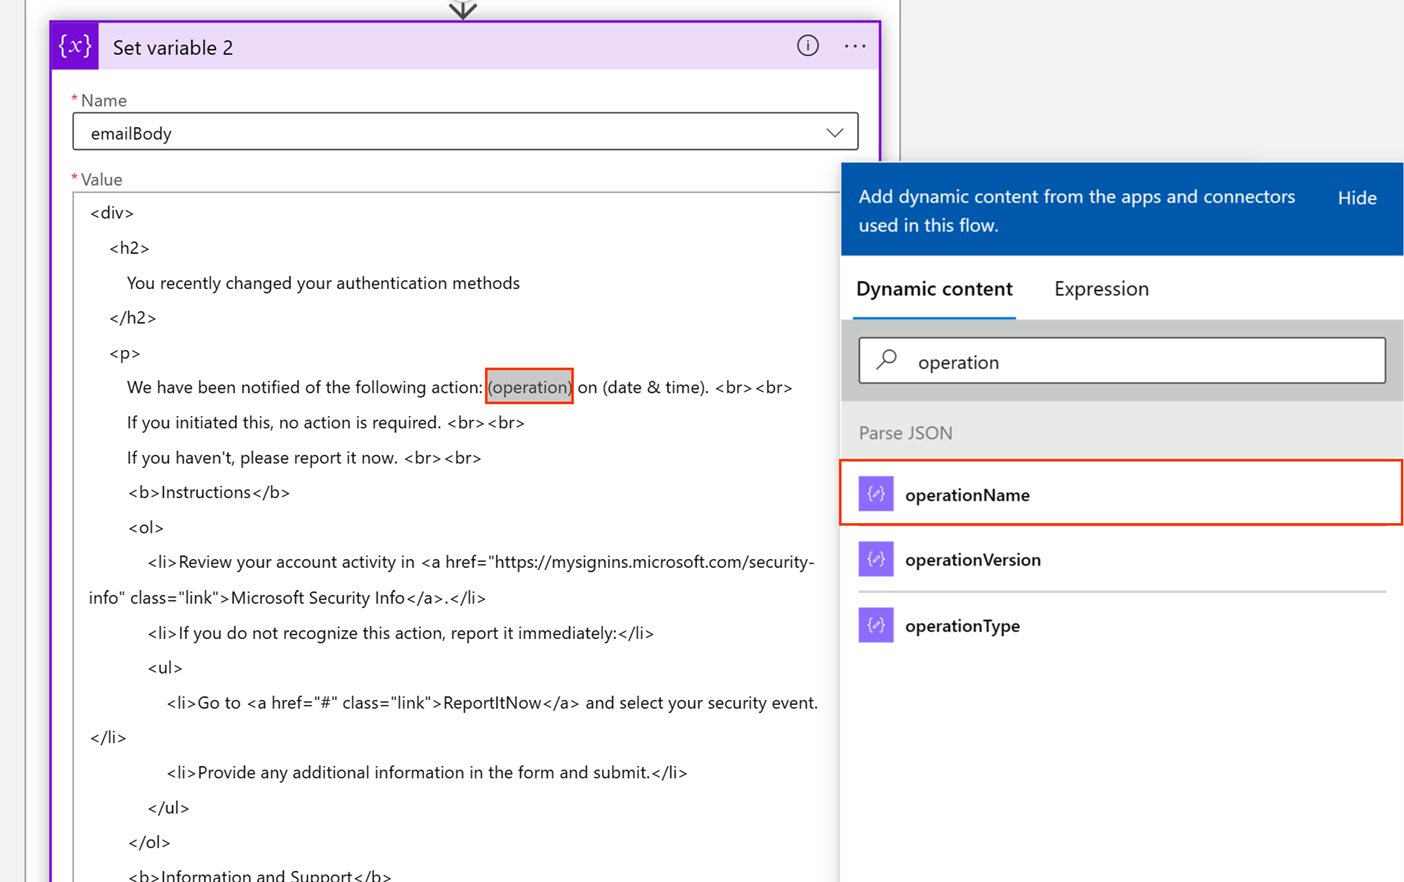 {x} Set variable 2
* Name
emailBody
* Value
<div>
<h2>
You recently changed your authentication methods
</h2>
<p>
We have been notified of the following action: (operation) on (date & time). <br><br>
If you initiated this, no action is required. <br><br>
If you haven't, please report it now. <br><br>
<b>Instructions</b>
<ol>
<li>Review your account activity in <a href="https://mysignins.microsoft.com/security-
info" class="link">Microsoft Security Info</a>.</li>
<li>If you do not recognize this action, report it immediately:</li>
<ul>
<li>Go to <a href="#" class="link">ReportItNow</a> and select your security event.
</li>
<li>Provide any additional information in the form and submit.</li>
</ul>
</ol>
<b>Information and Support</b>
Add dynamic content from the apps and connectors
used in this flow.
Hide
Dynamic content
Expression
operation
Parse JSON
operationName
operationVersion
operationType